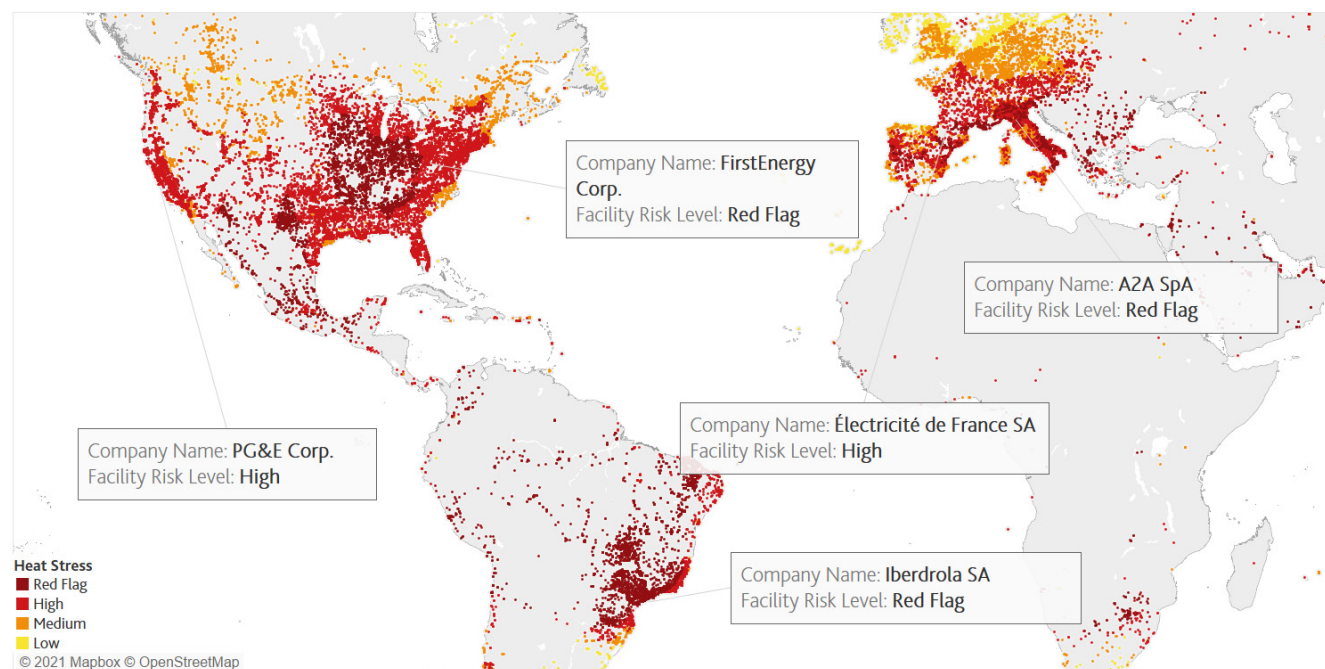 Company Name: FirstEnergy
Corp.
Facility Risk Level: Red Flag
Company Name: A2A SpA
Facility Risk Level: Red Flag
Company Name: Électricité de France SA
Facility Risk Level: High
Company Name: PG&E Corp.
Facility Risk Level: High
Company Name: Iberdrola SA
Facility Risk Level: Red Flag
Heat Stress
Red Flag
High
Medium
Low
© 2021 Mapbox © OpenStreetMap